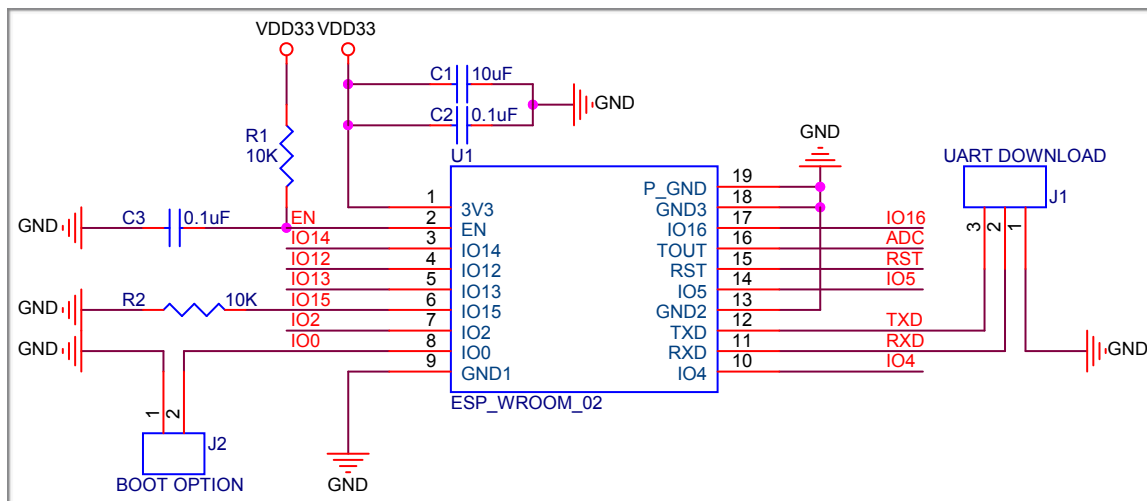 VDD33 VDD33
C1 10uF
GND
C2 0.1uF
R1
10K
U1
GND
UART DOWNLOAD
J1
19
P_GND
1
3V3
18
GND3
3
2
1
GND
C3 0.1uF
EN
2
EN
17
IO16
IO16
IO14
3
IO14
16
TOUT
ADC
IO12
4
IO12
15
RST
RST
IO13
5
IO13
14
IO5
IO5
GND
R2 10K
IO15
6
IO15
13
GND2
IO2
7
IO2
12
TXD
TXD
GND
IO0
8
IO0
11
RXD
RXD
GND
9
GND1
10
IO4
IO4
ESP_WROOM_02
1
2
J2
BOOT OPTION
GND